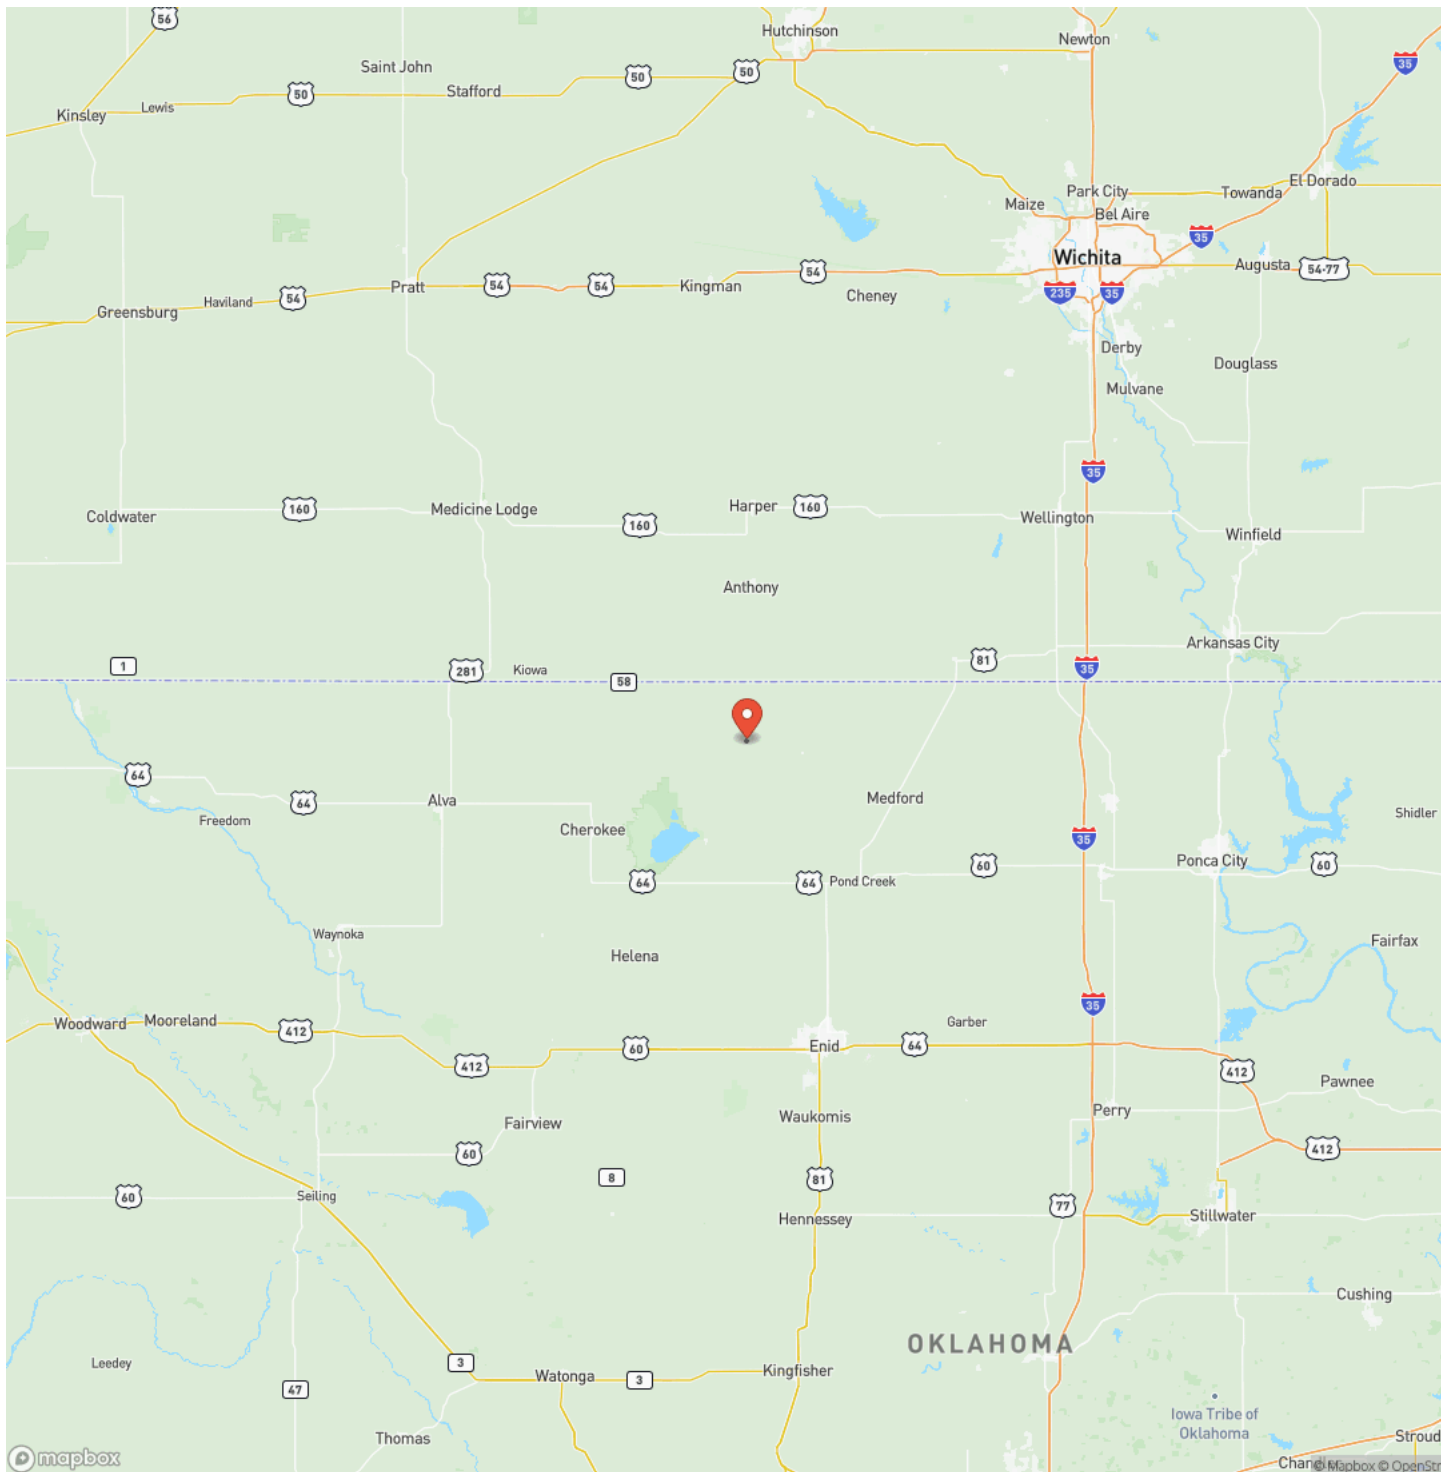 56
Hutchinson
Newton
35
Saint John
50
50
Stafford
50
Lewis
Kinsley
El Dorado
Park City
Towanda
Maize
Bel Aire
35
Wichita
Augusta
54-77
54
Pratt
54
54
Kingman
Cheney
235
35
Haviland
54
Greensburg
Derby
Douglass
Mulvane
35
Coldwater
160
Medicine Lodge
160
Harper
160
Wellington
Winfield
Anthony
Arkansas City
1
281
Kiowa
58
81
35
64
64
Alva
Medford
Freedom
Cherokee
35
Shidler
Ponca City
60
60
64
64
Pond Creek
Waynoka
Helena
Fairfax
35
Woodward
Mooreland
412
Garber
412
60
Enid
64
412
Pawnee
Perry
Fairview
Waukomis
60
412
8
81
60
Seiling
77
Hennessey
Stillwater
Cushing
OKLAHOMA
Leedey
3
47
Watonga
3
Kingfisher
Iowa Tribe of
Oklahoma
Thomas
Stroud
mapbox
© Mapbox © OpenStr